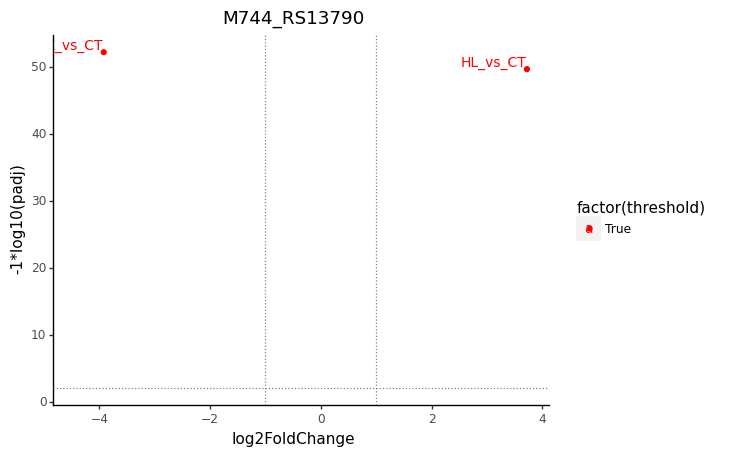 M744_RS13790
_vs_CT
HL_vs_CT
50
40
30
20
10
0
-1*log10(padj)
−4
−2
0
2
4
log2FoldChange
factor(threshold)
a True